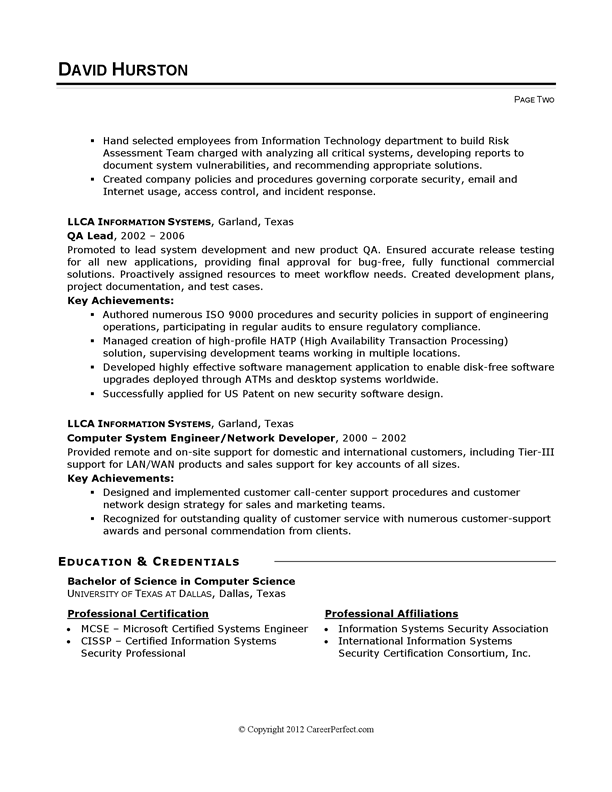 DAVID HURSTON
PAGE TWO
▪ Hand selected employees from Information Technology department to build Risk
Assessment Team charged with analyzing all critical systems, developing reports to
document system vulnerabilities, and recommending appropriate solutions.
▪ Created company policies and procedures governing corporate security, email and
Internet usage, access control, and incident response.
LLCA INFORMATION SYSTEMS, Garland, Texas
QA Lead, 2002 – 2006
Promoted to lead system development and new product QA. Ensured accurate release testing
for all new applications, providing final approval for bug-free, fully functional commercial
solutions. Proactively assigned resources to meet workflow needs. Created development plans,
project documentation, and test cases.
Key Achievements:
▪ Authored numerous ISO 9000 procedures and security policies in support of engineering
operations, participating in regular audits to ensure regulatory compliance.
▪ Managed creation of high-profile HATP (High Availability Transaction Processing)
solution, supervising development teams working in multiple locations.
▪ Developed highly effective software management application to enable disk-free software
upgrades deployed through ATMs and desktop systems worldwide.
▪ Successfully applied for US Patent on new security software design.
LLCA INFORMATION SYSTEMS, Garland, Texas
Computer System Engineer/Network Developer, 2000 – 2002
Provided remote and on-site support for domestic and international customers, including Tier-III
support for LAN/WAN products and sales support for key accounts of all sizes.
Key Achievements:
▪ Designed and implemented customer call-center support procedures and customer
network design strategy for sales and marketing teams.
▪ Recognized for outstanding quality of customer service with numerous customer-support
awards and personal commendation from clients.
EDUCATION & CREDENTIALS
Bachelor of Science in Computer Science
UNIVERSITY OF TEXAS AT DALLAS, Dallas, Texas
Professional Certification
• MCSE – Microsoft Certified Systems Engineer
• CISSP – Certified Information Systems
Security Professional
Professional Affiliations
• Information Systems Security Association
• International Information Systems
Security Certification Consortium, Inc.
© Copyright 2012 CareerPerfect.com